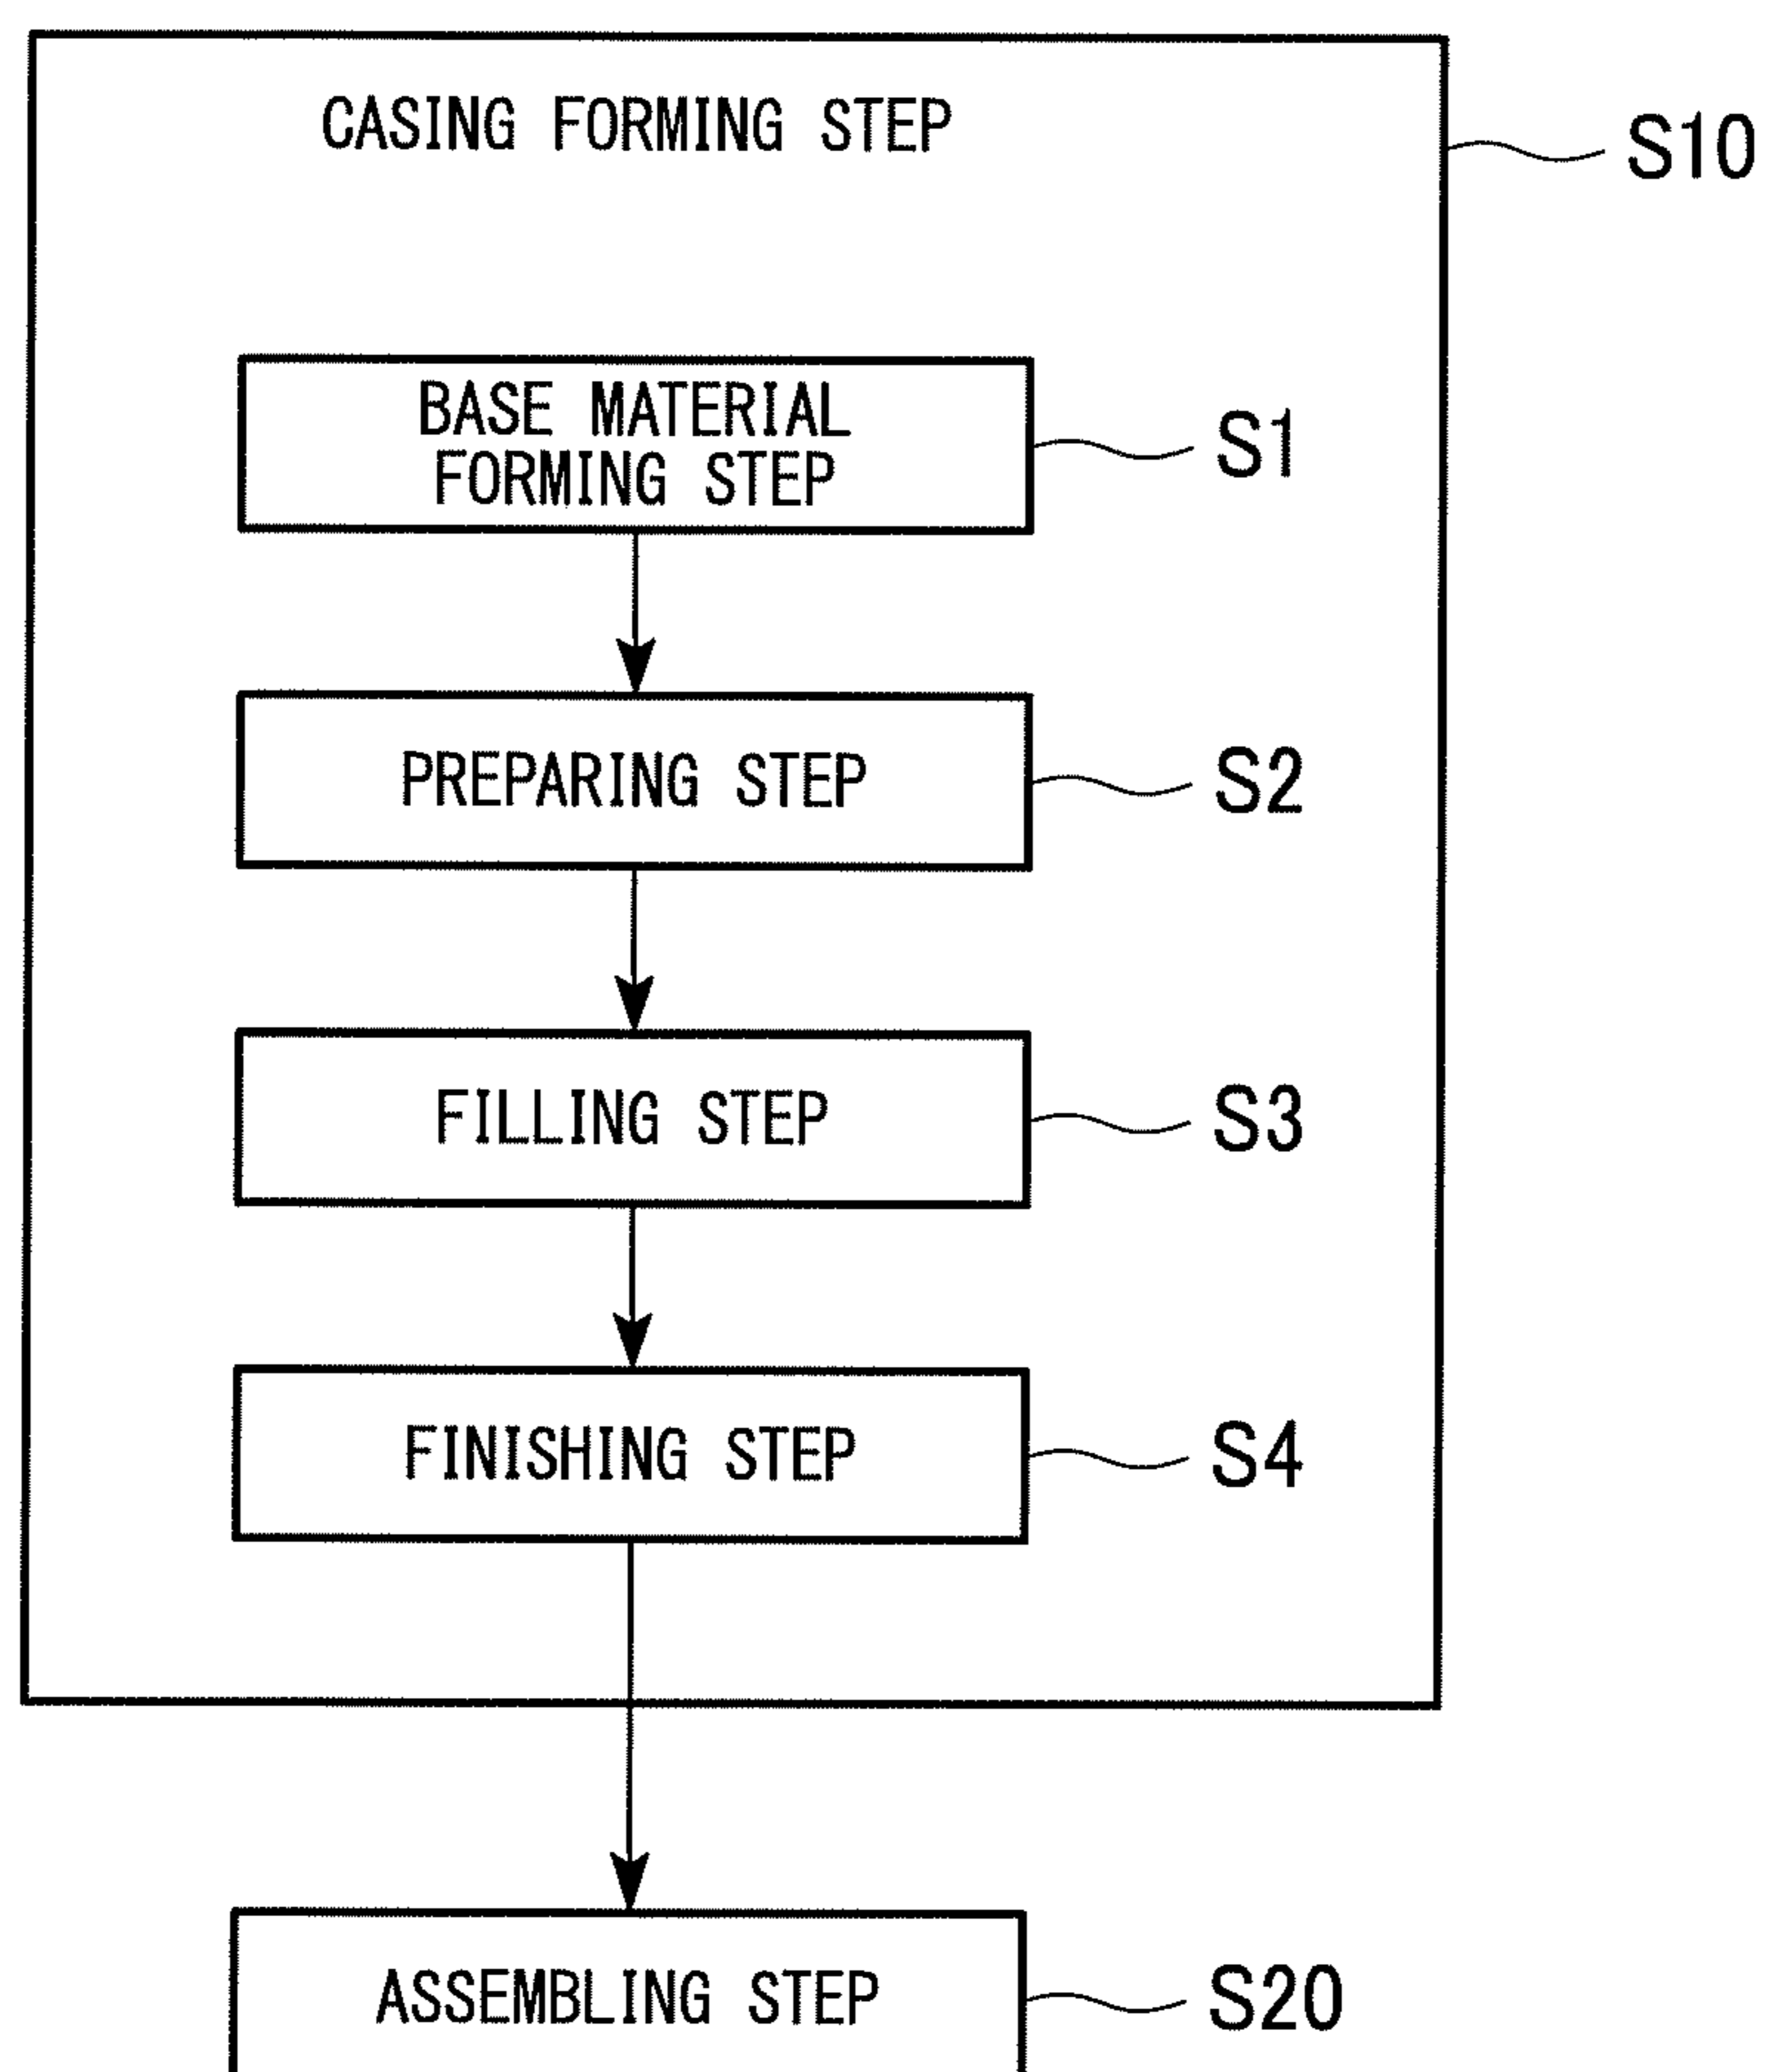 CASING FORMING STEP
S10
BASE MATERIAL
FORMING STEP
S1
PREPARING STEP
S2
FILLING STEP
S3
FINISHING STEP
S4
ASSEMBLING STEP
S20